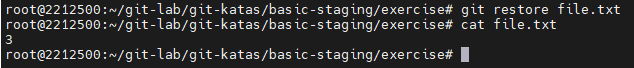 root@2212500:~/git-lab/git-katas/basic-staging/exercise# git restore file.txt
root@2212500:~/git-lab/git-katas/basic-staging/exercise# cat file.txt
3
root@2212500:~/git-lab/git-katas/basic-staging/exercise#